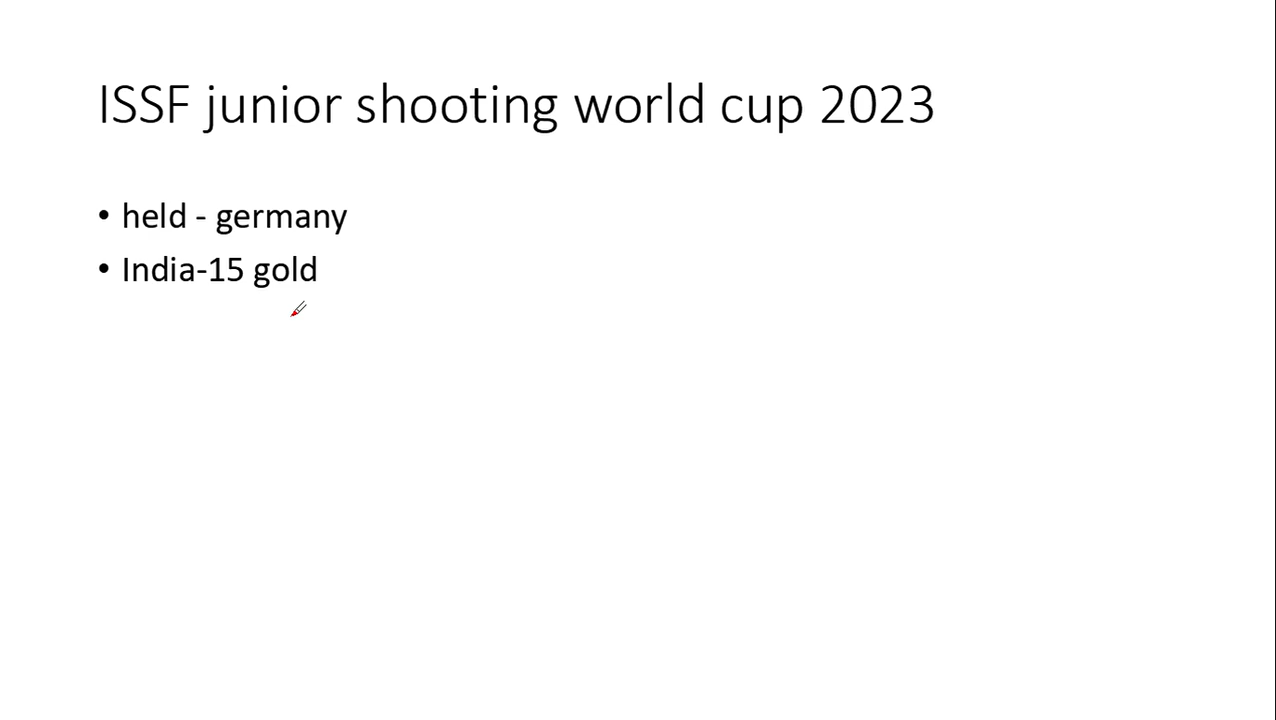 ISSF junior shooting world cup 2023
• held - germany
• India-15 gold